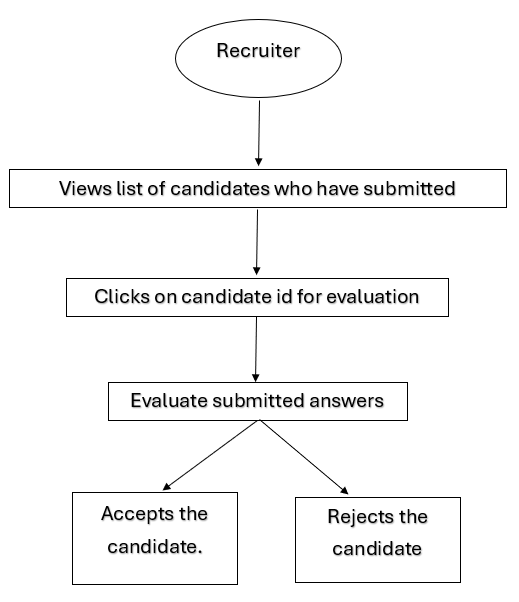 Recruiter
Views list of candidates who have submitted
Clicks on candidate id for evaluation
Evaluate submitted answers
Accepts the
candidate.
Rejects the
candidate